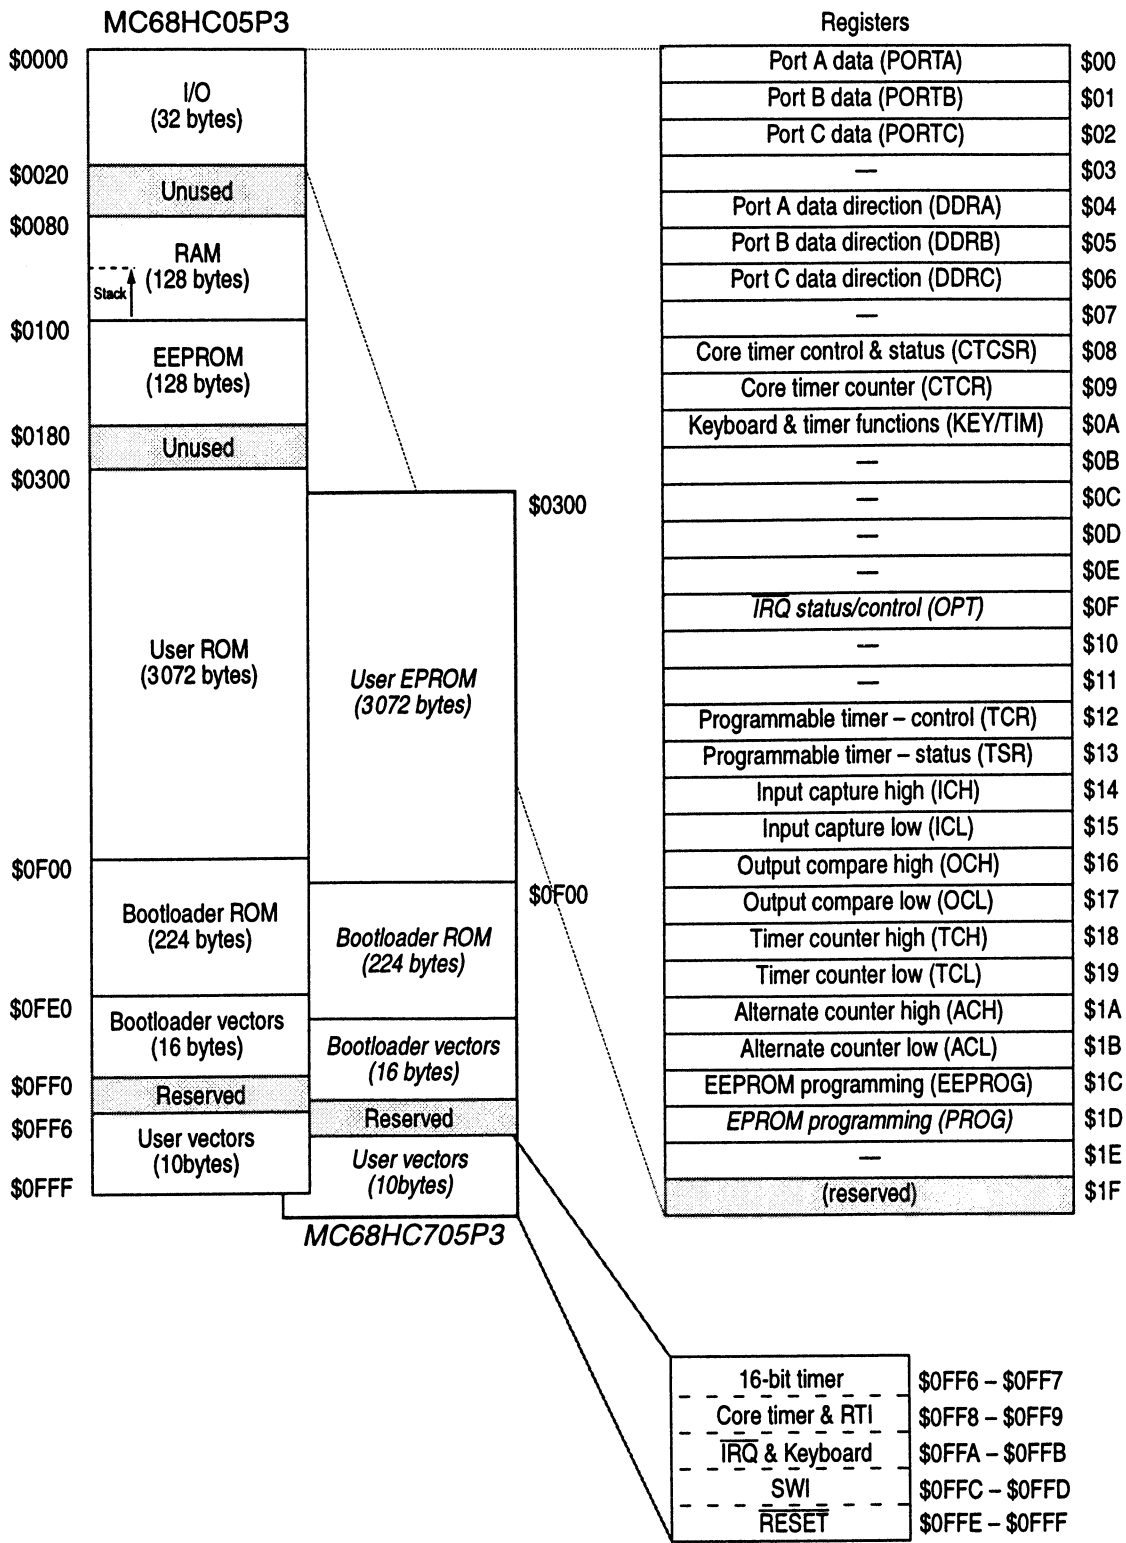 MC68HC05P3
$0000
I/O
(32 bytes)
$0020
Unused
$0080
RAM
(128 bytes)
Stack
$0100
EEPROM
(128 bytes)
$0180
Unused
$0300
User ROM
(3072 bytes)
$0F00
Bootloader ROM
(224 bytes)
$0FE0
Bootloader vectors
(16 bytes)
$0FF0
Reserved
$0FF6
User vectors
(10bytes)
$0FFF
$0300
User EPROM
(3072 bytes)
$0F00
Bootloader ROM
(224 bytes)
Bootloader vectors
(16 bytes)
Reserved
User vectors
(10bytes)
MC68HC705P3
Registers
Port A data (PORTA) $00
Port B data (PORTB) $01
Port C data (PORTC) $02
— $03
Port A data direction (DDRA) $04
Port B data direction (DDRB) $05
Port C data direction (DDRC) $06
— $07
Core timer control & status (CTCSR) $08
Core timer counter (CTCR) $09
Keyboard & timer functions (KEY/TIM) $0A
— $0B
— $0C
— $0D
— $0E
IRQ status/control (OPT) $0F
— $10
— $11
Programmable timer – control (TCR) $12
Programmable timer – status (TSR) $13
Input capture high (ICH) $14
Input capture low (ICL) $15
Output compare high (OCH) $16
Output compare low (OCL) $17
Timer counter high (TCH) $18
Timer counter low (TCL) $19
Alternate counter high (ACH) $1A
Alternate counter low (ACL) $1B
EEPROM programming (EEPROG) $1C
EPROM programming (PROG) $1D
— $1E
(reserved) $1F
16-bit timer $0FF6 – $0FF7
Core timer & RTI $0FF8 – $0FF9
IRQ & Keyboard $0FFA – $0FFB
SWI $0FFC – $0FFD
RESET $0FFE – $0FFF